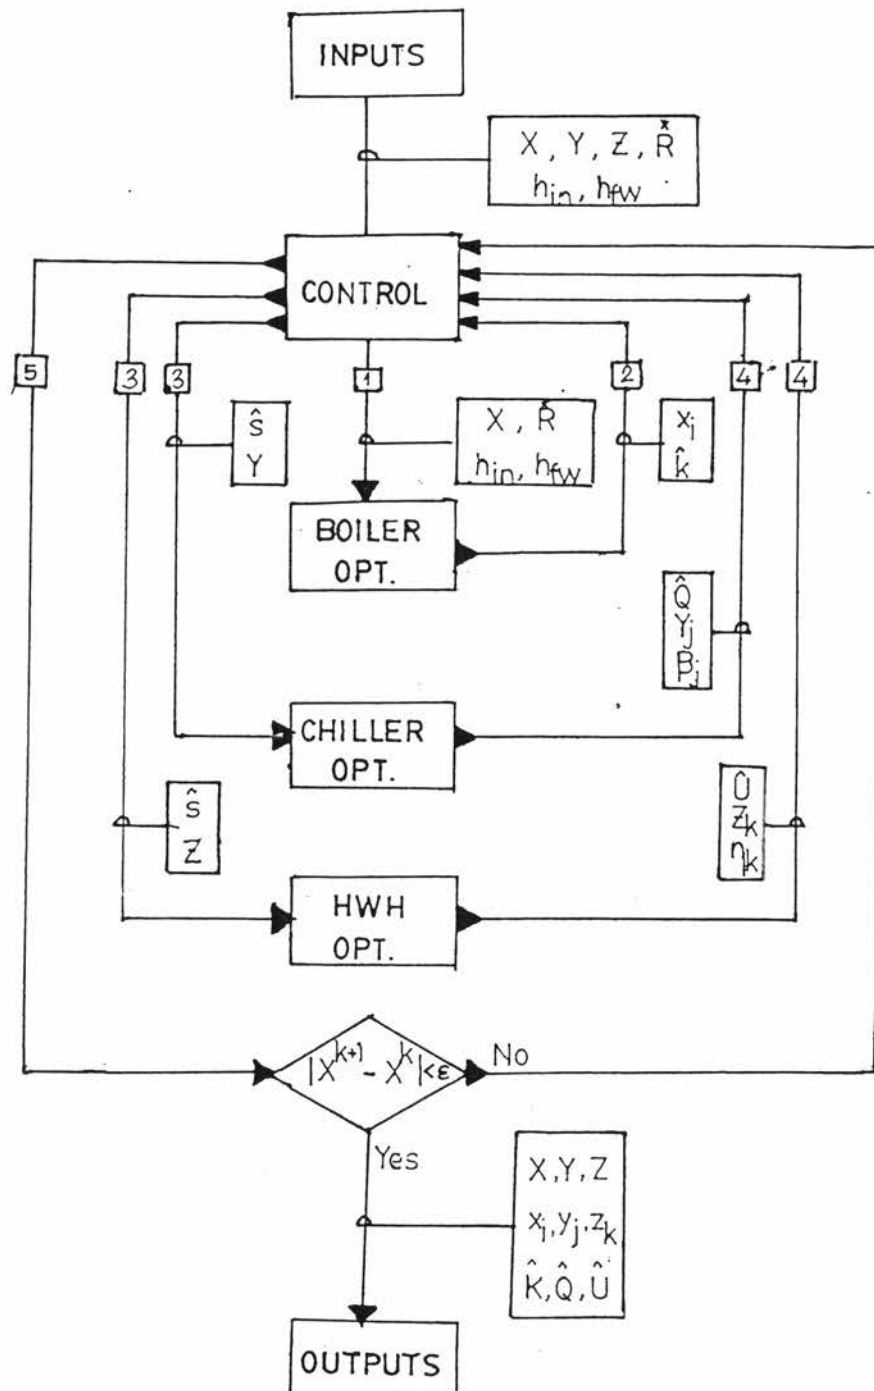 INPUTS
X, Y, Z, Ř
h_in, h_fw
CONTROL
5
3
3
1
2
4
4
ŝ
Y
X, Ř
h_in, h_fw
x_i
k̂
BOILER
OPT.
Q̂
Y_j
β_j
CHILLER
OPT.
ŝ
Z
Û
Z_k
η_k
HWH
OPT.
|X^{k+1} - X^k|<ε
No
Yes
X,Y,Z
x_i,y_j,z_k
K̂,Q̂,Û
OUTPUTS